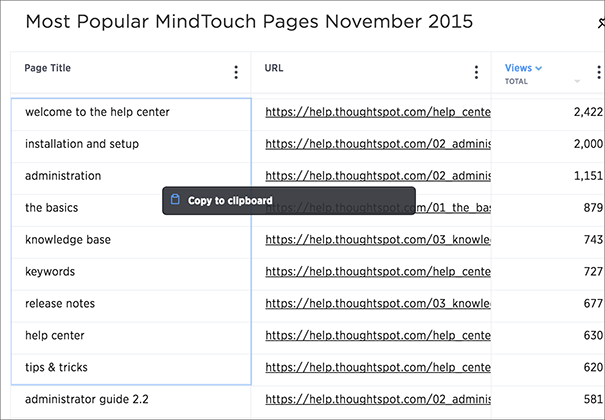 Most Popular MindTouch Pages November 2015
Page Title URL Views
TOTAL
welcome to the help center https://help.thoughtspot.com/help_cente 2,422
installation and setup https://help.thoughtspot.com/02_adminis 2,000
administration https://help.thoughtspot.com/02_adminis 1,151
Copy to clipboard
the basics https://help.thoughtspot.com/01_the_bas 879
knowledge base https://help.thoughtspot.com/03_knowle 743
keywords https://help.thoughtspot.com/help_cente 727
release notes https://help.thoughtspot.com/03_knowle 677
help center https://help.thoughtspot.com/help_cente 630
tips & tricks https://help.thoughtspot.com/help_cente 620
administrator guide 2.2 https://help.thoughtspot.com/02_adminis 581